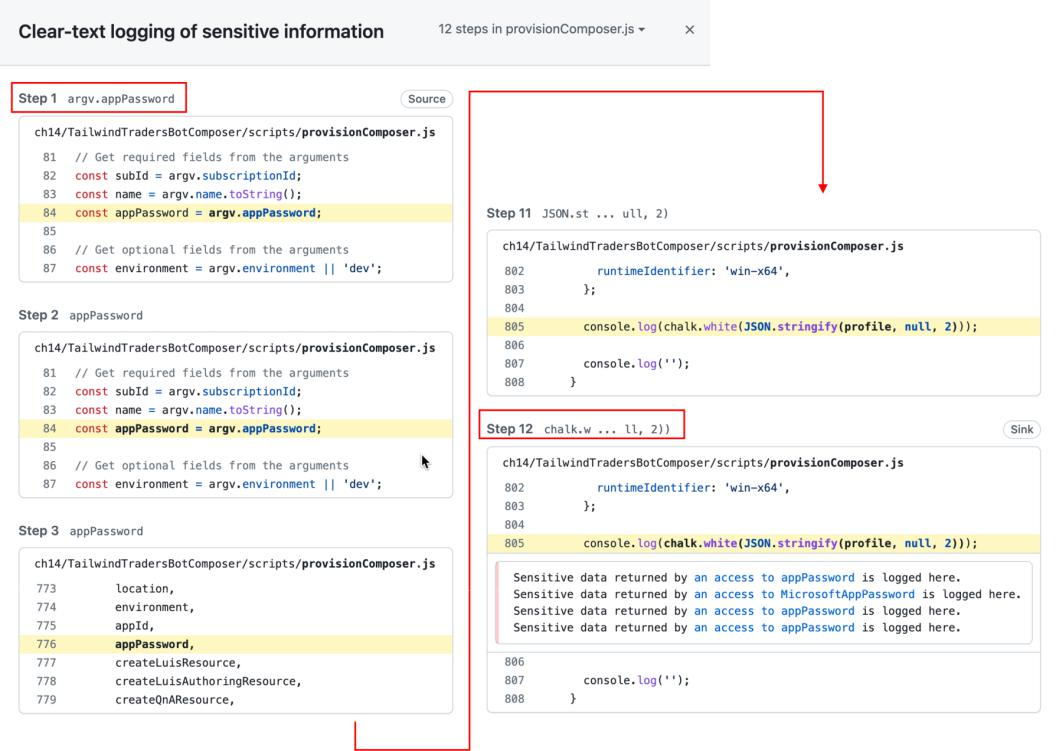 Clear-text logging of sensitive information
12 steps in provisionComposer.js
Step 1 argv.appPassword
Source
ch14/TailwindTradersBotComposer/scripts/provisionComposer.js
81 // Get required fields from the arguments
82 const subId = argv.subscriptionId;
83 const name = argv.name.toString();
84 const appPassword = argv.appPassword;
85
86 // Get optional fields from the arguments
87 const environment = argv.environment || 'dev';
Step 2 appPassword
ch14/TailwindTradersBotComposer/scripts/provisionComposer.js
81 // Get required fields from the arguments
82 const subId = argv.subscriptionId;
83 const name = argv.name.toString();
84 const appPassword = argv.appPassword;
85
86 // Get optional fields from the arguments
87 const environment = argv.environment || 'dev';
Step 3 appPassword
ch14/TailwindTradersBotComposer/scripts/provisionComposer.js
773 location,
774 environment,
775 appId,
776 appPassword,
777 createLuisResource,
778 createLuisAuthoringResource,
779 createQnAResource,
Step 11 JSON.st ... ull, 2)
ch14/TailwindTradersBotComposer/scripts/provisionComposer.js
802 runtimeIdentifier: 'win-x64',
803 };
804
805 console.log(chalk.white(JSON.stringify(profile, null, 2)));
806
807 console.log('');
808 }
Step 12 chalk.w ... ll, 2))
Sink
ch14/TailwindTradersBotComposer/scripts/provisionComposer.js
802 runtimeIdentifier: 'win-x64',
803 };
804
805 console.log(chalk.white(JSON.stringify(profile, null, 2)));
Sensitive data returned by an access to appPassword is logged here.
Sensitive data returned by an access to MicrosoftAppPassword is logged here.
Sensitive data returned by an access to appPassword is logged here.
Sensitive data returned by an access to appPassword is logged here.
806
807 console.log('');
808 }